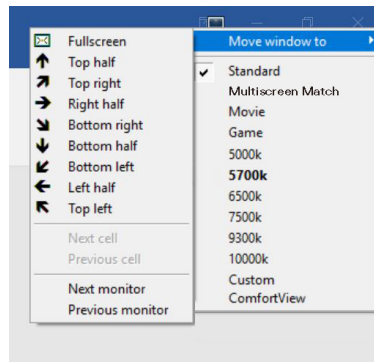 Fullscreen
Top half
Top right
Right half
Bottom right
Bottom half
Bottom left
Left half
Top left
Next cell
Previous cell
Next monitor
Previous monitor
Move window to
Standard
Multiscreen Match
Movie
Game
5000k
5700k
6500k
7500k
9300k
10000k
Custom
ComfortView